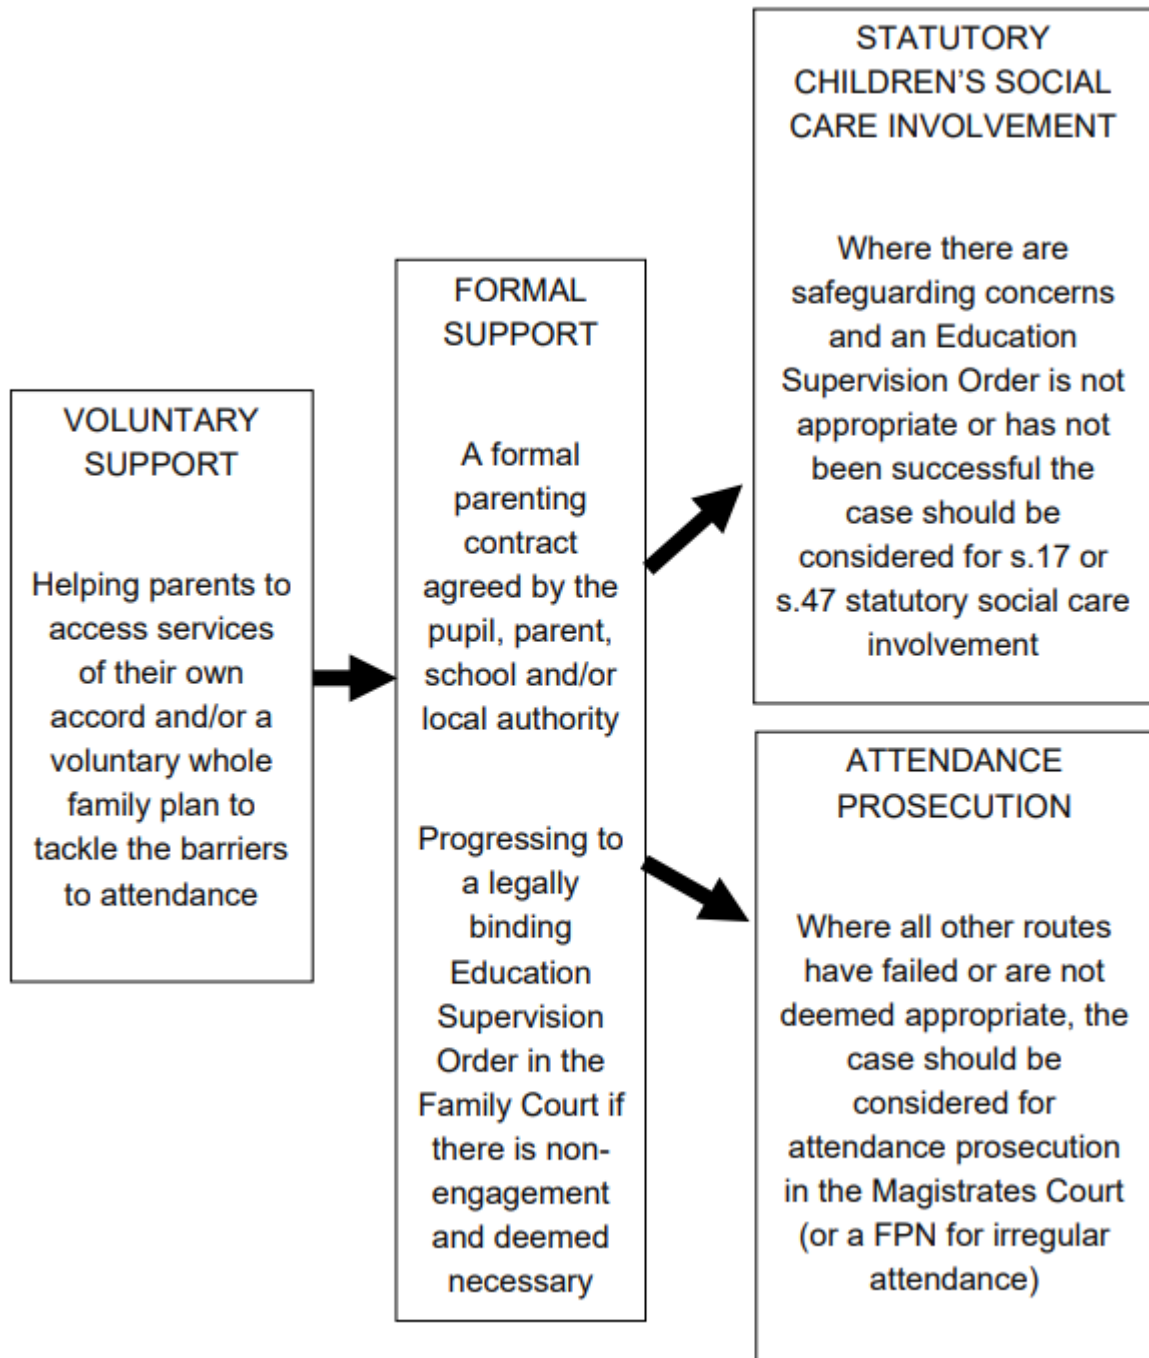 VOLUNTARY
SUPPORT
Helping parents to
access services
of their own
accord and/or a
voluntary whole
family plan to
tackle the barriers
to attendance
FORMAL
SUPPORT
A formal
parenting
contract
agreed by the
pupil, parent,
school and/or
local authority
Progressing to
a legally
binding
Education
Supervision
Order in the
Family Court if
there is non-
engagement
and deemed
necessary
STATUTORY
CHILDREN’S SOCIAL
CARE INVOLVEMENT
Where there are
safeguarding concerns
and an Education
Supervision Order is not
appropriate or has not
been successful the
case should be
considered for s.17 or
s.47 statutory social care
involvement
ATTENDANCE
PROSECUTION
Where all other routes
have failed or are not
deemed appropriate, the
case should be
considered for
attendance prosecution
in the Magistrates Court
(or a FPN for irregular
attendance)